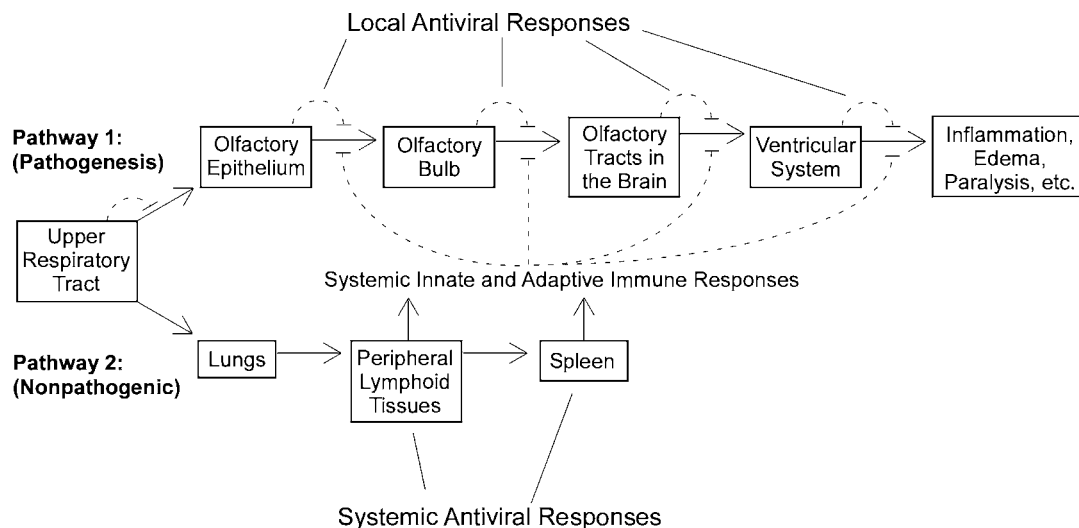 Local Antiviral Responses
Pathway 1:
(Pathogenesis)
Olfactory
Epithelium
Olfactory
Bulb
Olfactory
Tracts in
the Brain
Ventricular
System
Inflammation,
Edema,
Paralysis, etc.
Upper
Respiratory
Tract
Systemic Innate and Adaptive Immune Responses
Pathway 2:
(Nonpathogenic)
Lungs
Peripheral
Lymphoid
Tissues
Spleen
Systemic Antiviral Responses